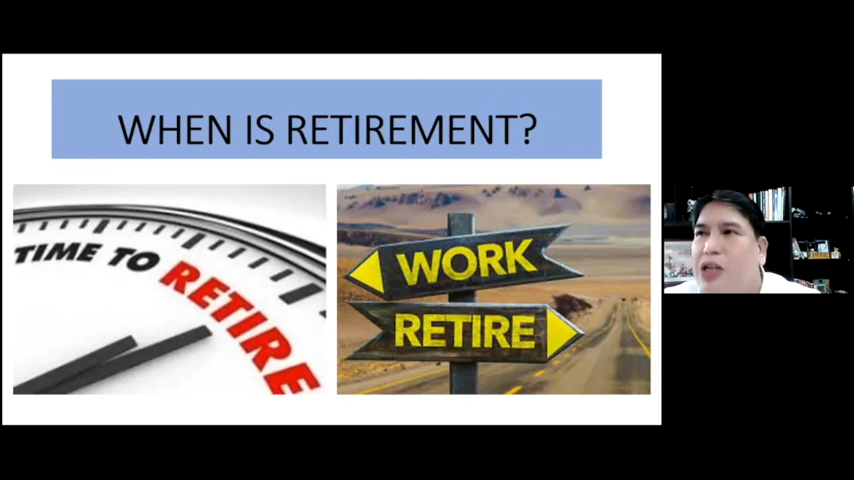 WHEN IS RETIREMENT?
TIME TO RETIRE
WORK
RETIRE